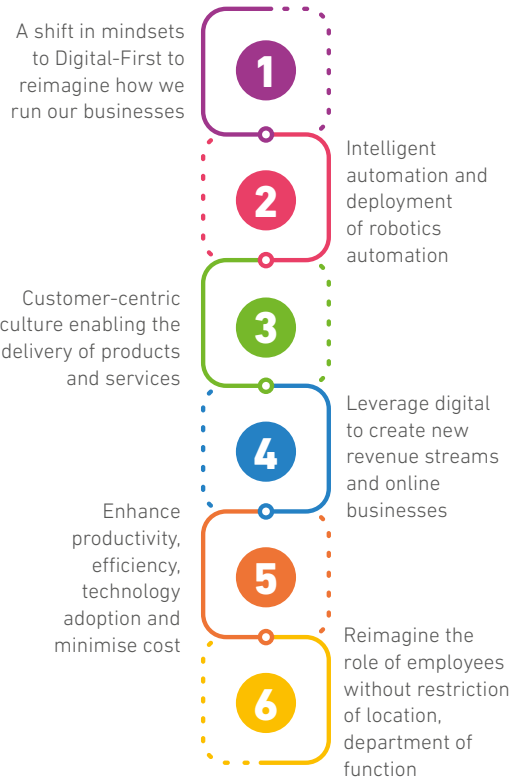 A shift in mindsets
to Digital-First to
reimagine how we
run our businesses
1
Intelligent
automation and
deployment
of robotics
automation
2
Customer-centric
culture enabling the
delivery of products
and services
3
Leverage digital
to create new
revenue streams
and online
businesses
4
Enhance
productivity,
efficiency,
technology
adoption and
minimise cost
5
Reimagine the
role of employees
without restriction
of location,
department of
function
6